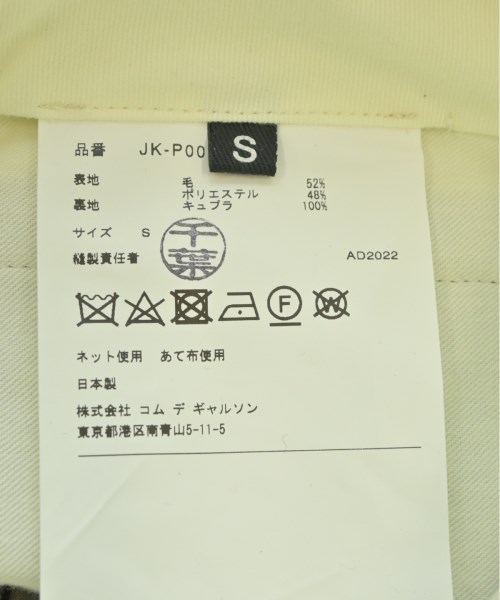 品番 JK-P00
S
表地 毛 52%
ポリエステル 48%
裏地 キュプラ 100%
サイズ S
千葉
縫製責任者 AD2022
F W
ネット使用 あて布使用
日本製
株式会社 コム デ ギャルソン
東京都港区南青山5-11-5